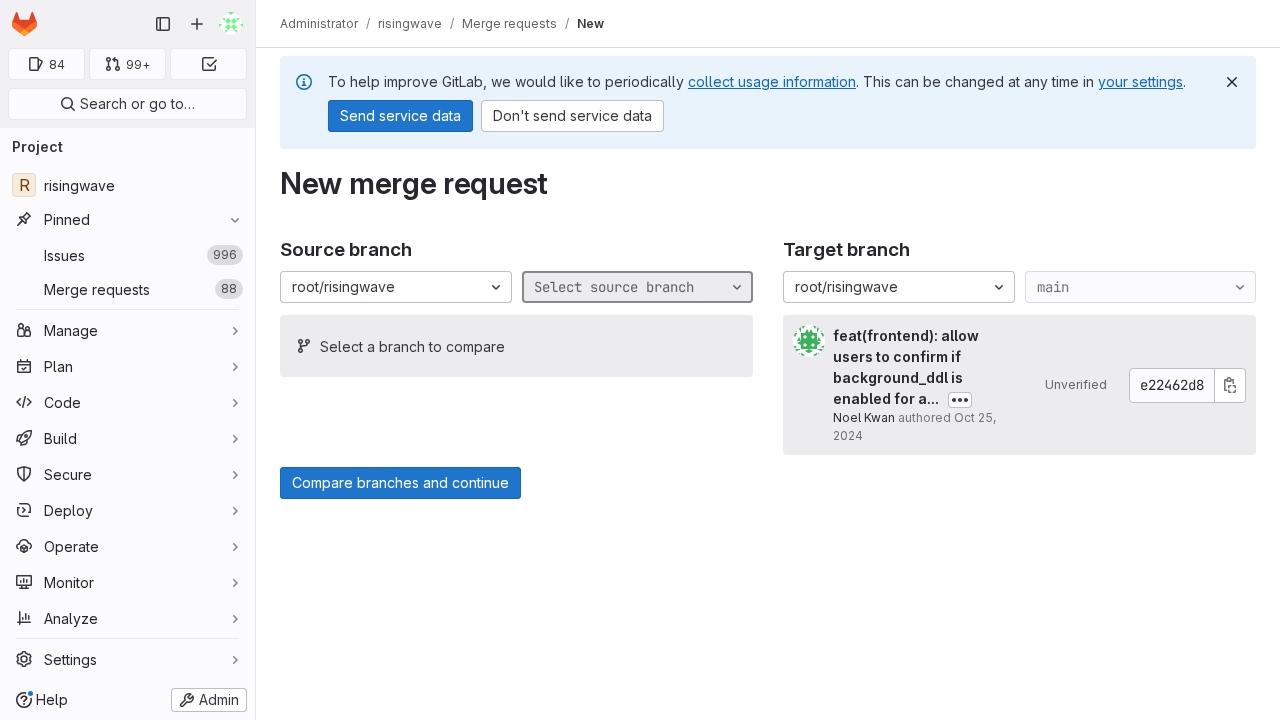 84
99+
Search or go to…
Project
R
risingwave
Pinned
Issues
996
Merge requests
88
Manage
Plan
Code
Build
Secure
Deploy
Operate
Monitor
Analyze
Settings
Help
Admin
Administrator / risingwave / Merge requests / New
To help improve GitLab, we would like to periodically collect usage information. This can be changed at any time in your settings.
Send service data
Don't send service data
New merge request
Source branch
root/risingwave
Select source branch
Select a branch to compare
Target branch
root/risingwave
main
feat(frontend): allow
users to confirm if
background_ddl is
enabled for a...
Noel Kwan authored Oct 25,
2024
Unverified
e22462d8
Compare branches and continue